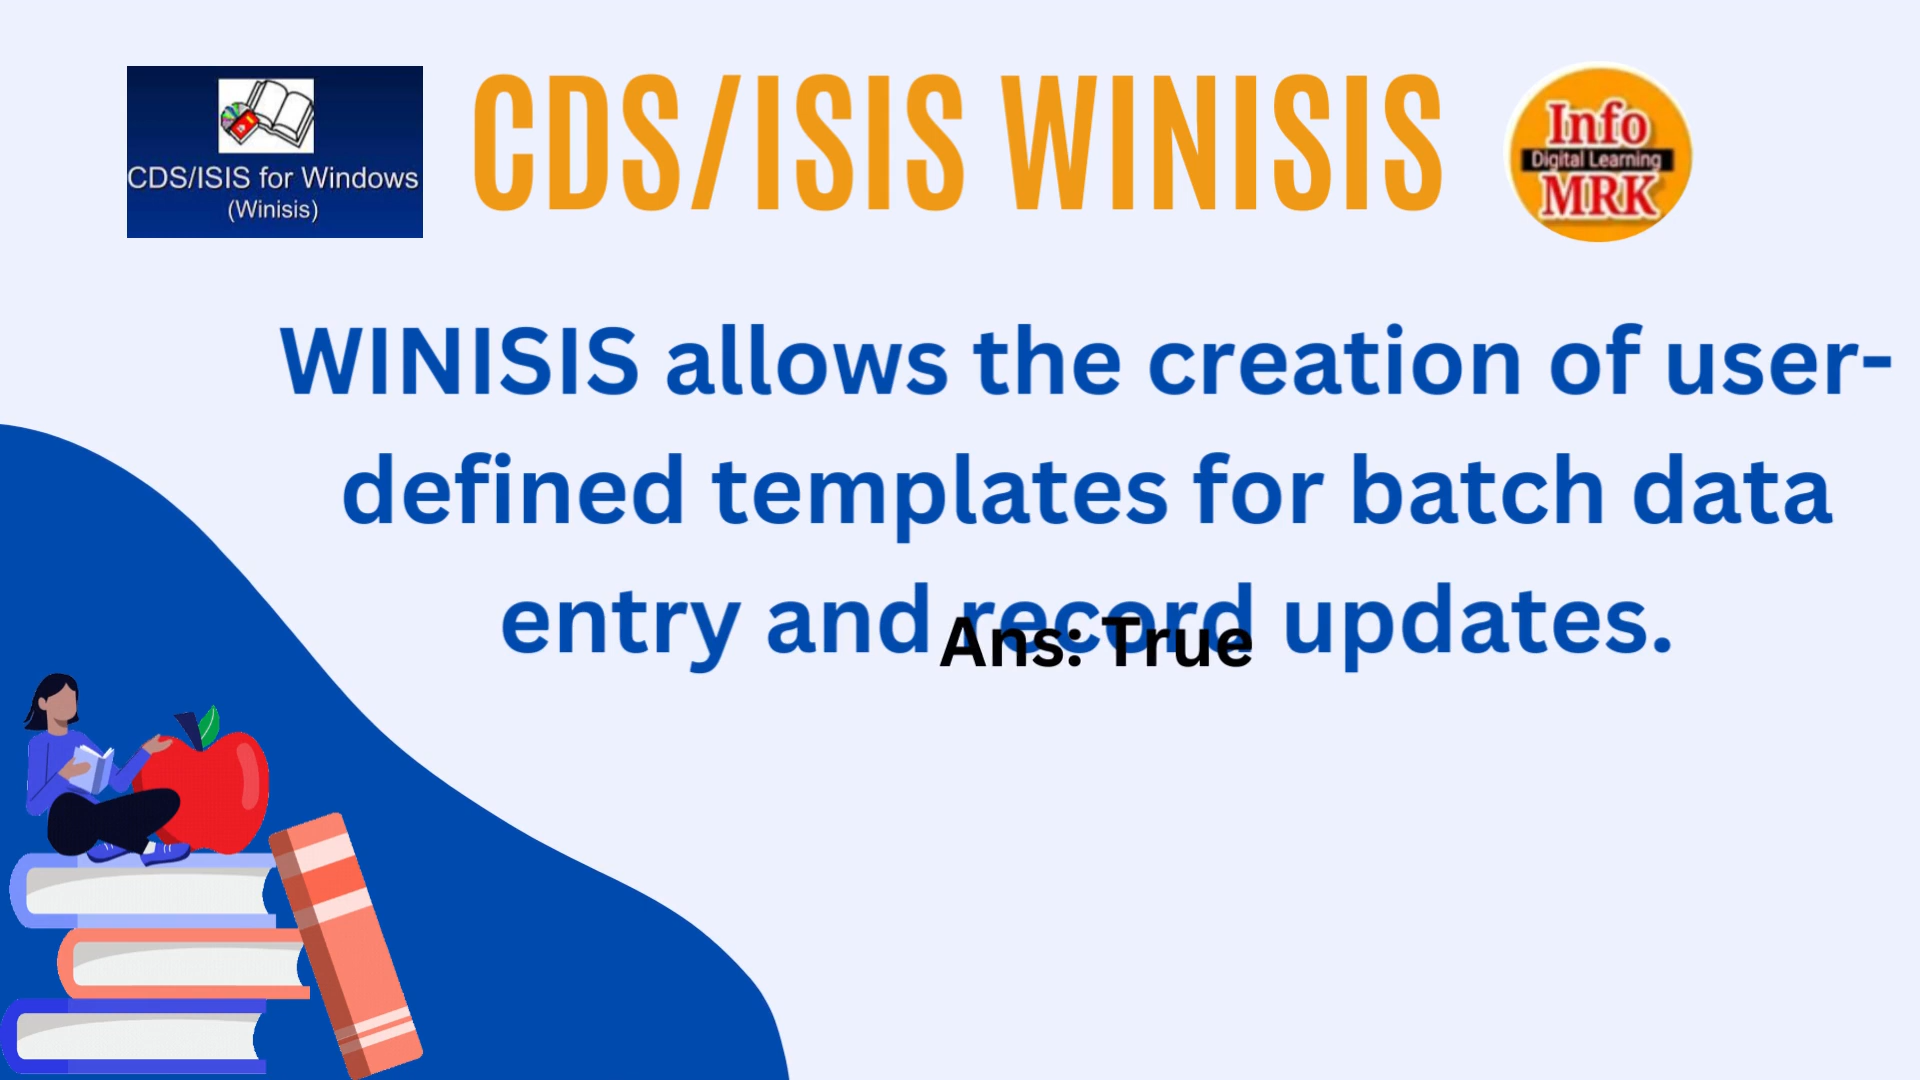 CDS/ISIS for Windows
(Winisis)
CDS/ISIS WINISIS
Info
Digital Learning
MRK
WINISIS allows the creation of user-
defined templates for batch data
entry and record updates.
Ans: True